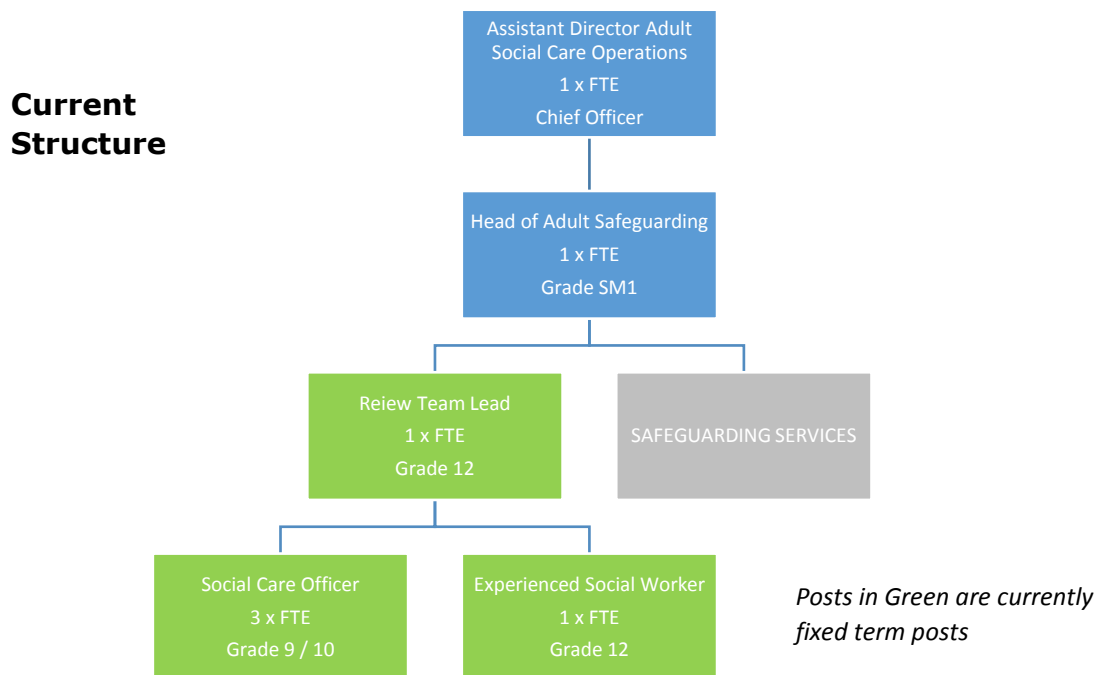 Current
Structure
Assistant Director Adult
Social Care Operations
1 x FTE
Chief Officer
Head of Adult Safeguarding
1 x FTE
Grade SM1
Reiew Team Lead
1 x FTE
Grade 12
SAFEGUARDING SERVICES
Social Care Officer
3 x FTE
Grade 9 / 10
Experienced Social Worker
1 x FTE
Grade 12
Posts in Green are currently
fixed term posts